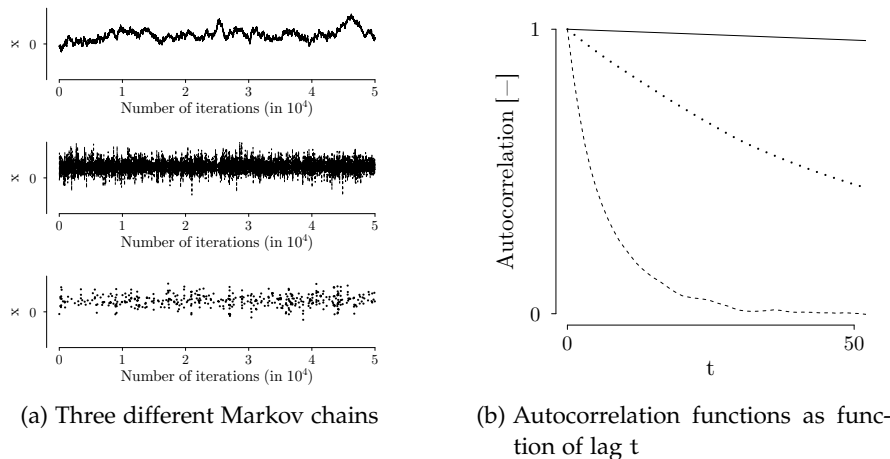 x
0
0 1 2 3 4 5
Number of iterations (in 10⁴)
x
0
0 1 2 3 4 5
Number of iterations (in 10⁴)
x
0
0 1 2 3 4 5
Number of iterations (in 10⁴)
(a) Three different Markov chains
1
Autocorrelation [—]
0
0 50
t
(b) Autocorrelation functions as func-
tion of lag t